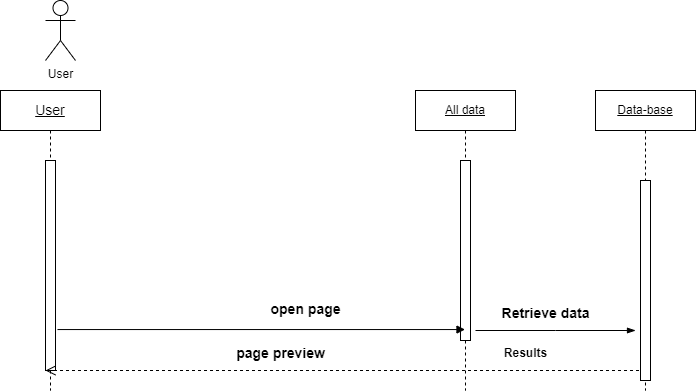 User
User
All data
Data-base
open page
Retrieve data
page preview
Results